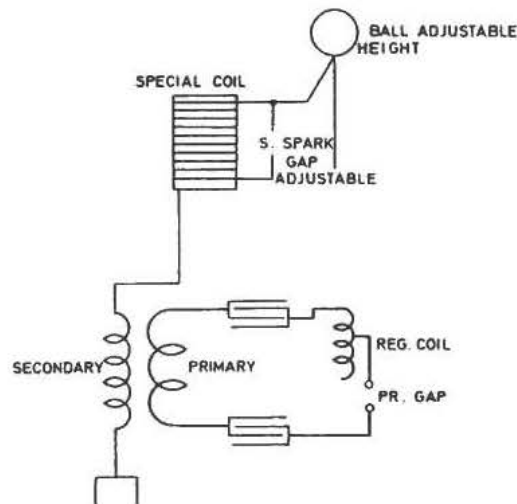 BALL ADJUSTABLE
HEIGHT
SPECIAL COIL
S. SPARK
GAP
ADJUSTABLE
SECONDARY
PRIMARY
REG. COIL
PR. GAP